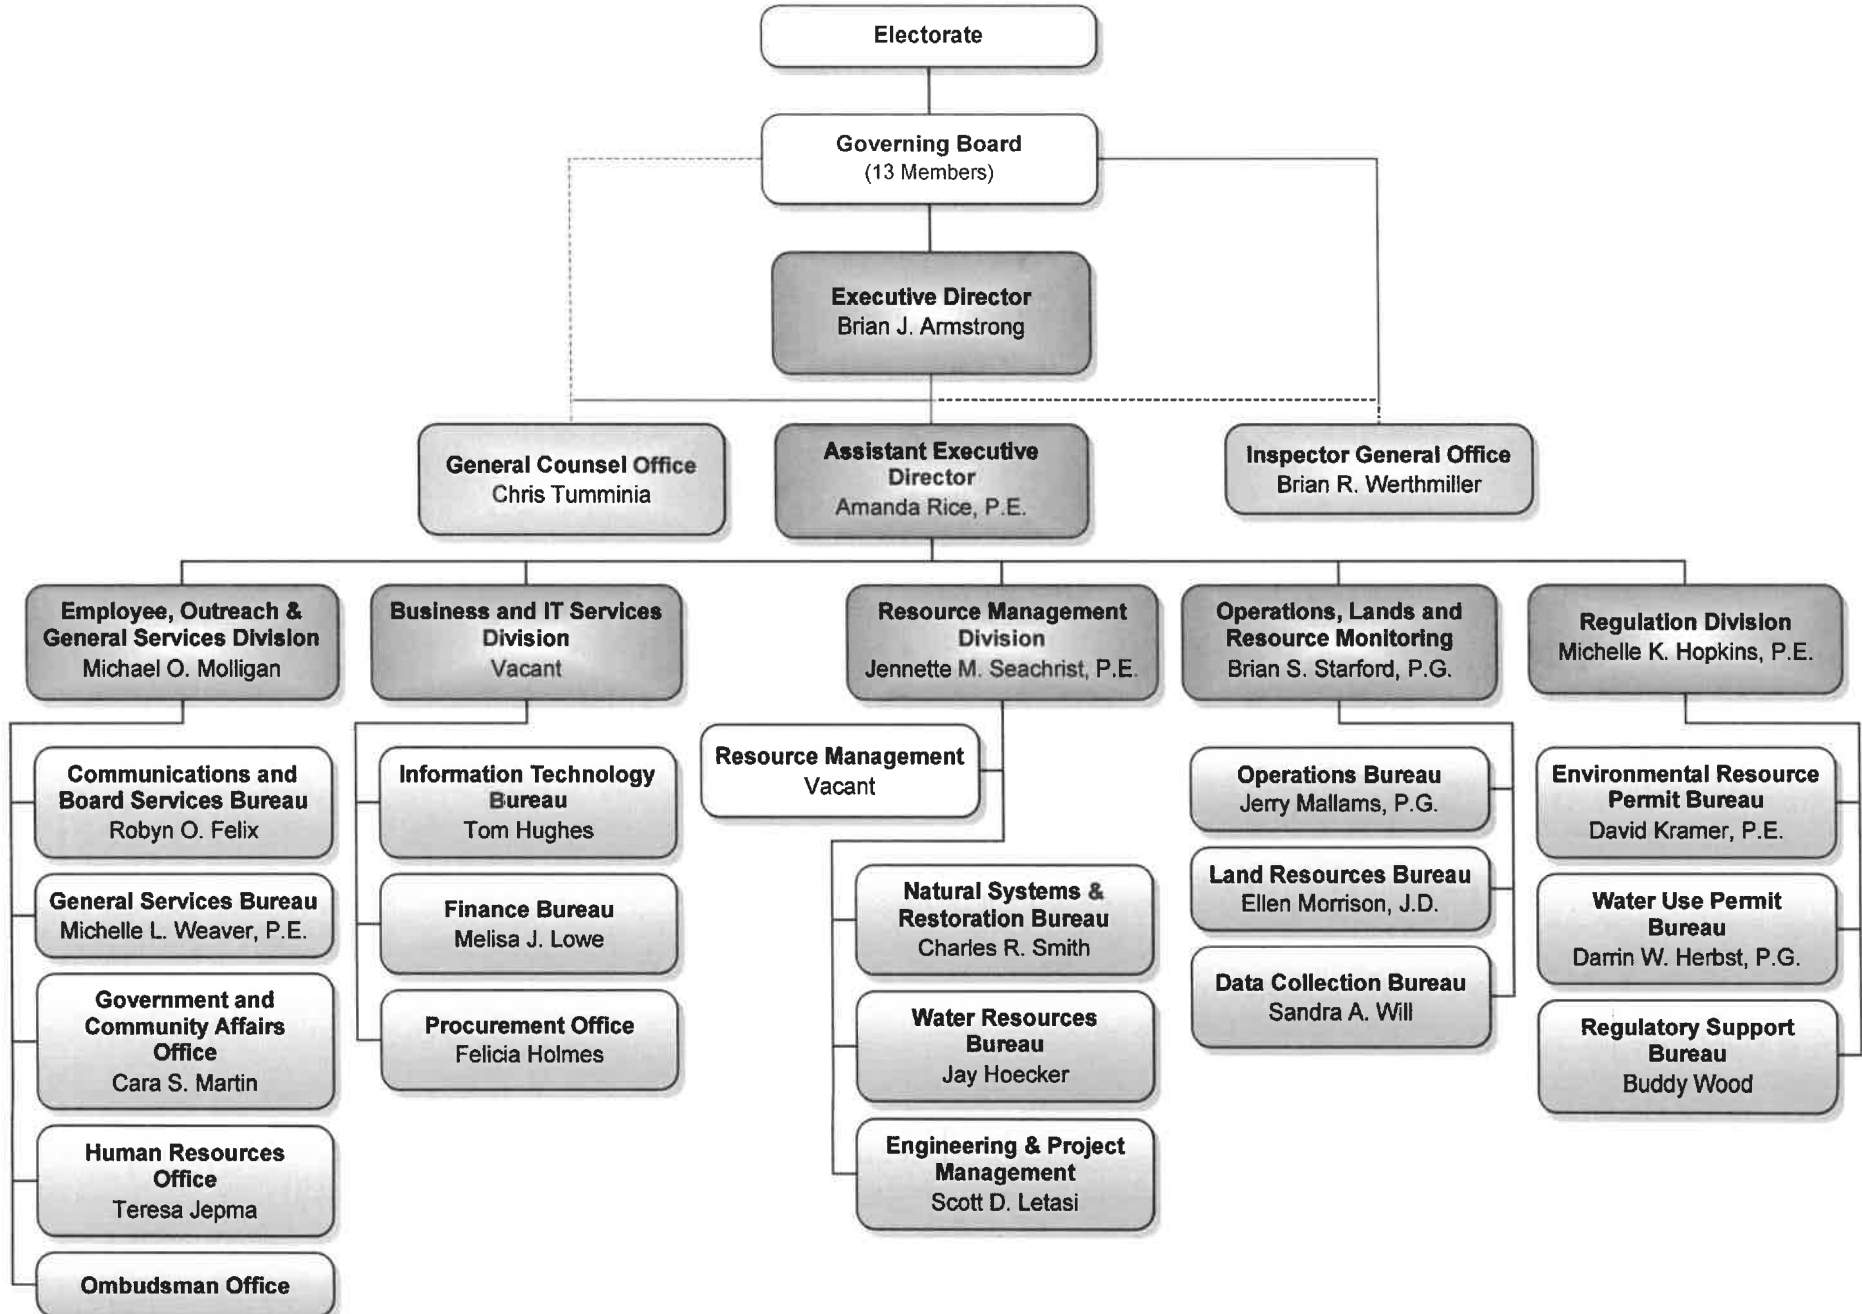 Electorate
Governing Board
(13 Members)
Executive Director
Brian J. Armstrong
General Counsel Office
Chris Tumminia
Assistant Executive
Director
Amanda Rice, P.E.
Inspector General Office
Brian R. Werthmiller
Employee, Outreach &
General Services Division
Michael O. Molligan
Business and IT Services
Division
Vacant
Resource Management
Division
Jennette M. Seachrist, P.E.
Operations, Lands and
Resource Monitoring
Brian S. Starford, P.G.
Regulation Division
Michelle K. Hopkins, P.E.
Communications and
Board Services Bureau
Robyn O. Felix
General Services Bureau
Michelle L. Weaver, P.E.
Government and
Community Affairs
Office
Cara S. Martin
Human Resources
Office
Teresa Jepma
Ombudsman Office
Information Technology
Bureau
Tom Hughes
Finance Bureau
Melisa J. Lowe
Procurement Office
Felicia Holmes
Resource Management
Vacant
Natural Systems &
Restoration Bureau
Charles R. Smith
Water Resources
Bureau
Jay Hoecker
Engineering & Project
Management
Scott D. Letasi
Operations Bureau
Jerry Mallams, P.G.
Land Resources Bureau
Ellen Morrison, J.D.
Data Collection Bureau
Sandra A. Will
Environmental Resource
Permit Bureau
David Kramer, P.E.
Water Use Permit
Bureau
Darrin W. Herbst, P.G.
Regulatory Support
Bureau
Buddy Wood